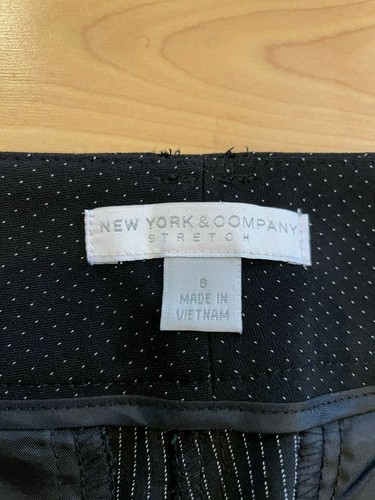 NEW YORK & COMPANY
STRETCH
8
MADE IN
VIETNAM